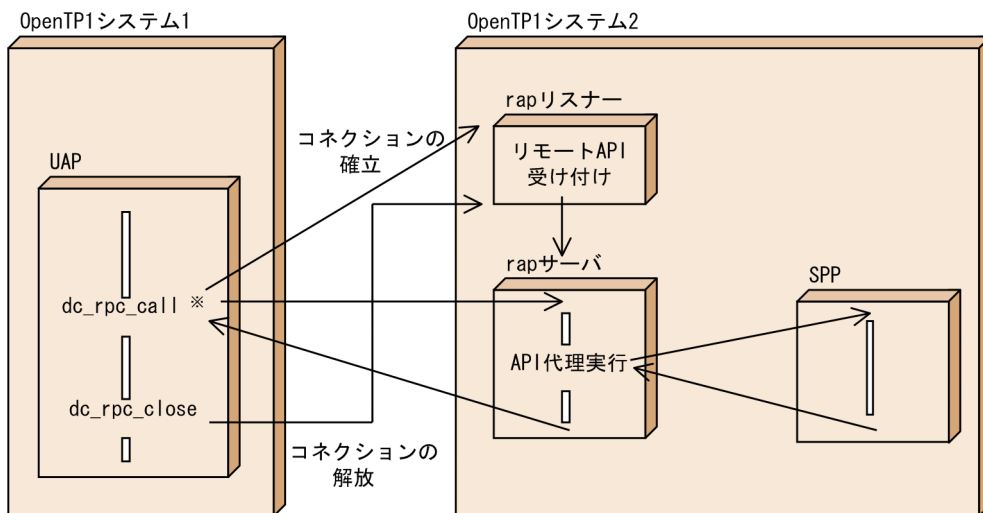 OpenTP1システム1
OpenTP1システム2
rapリスナー
コネクションの
確立
リモートAPI
受け付け
UAP
rapサーバ
SPP
dc_rpc_call ※
API代理実行
dc_rpc_close
コネクションの
解放